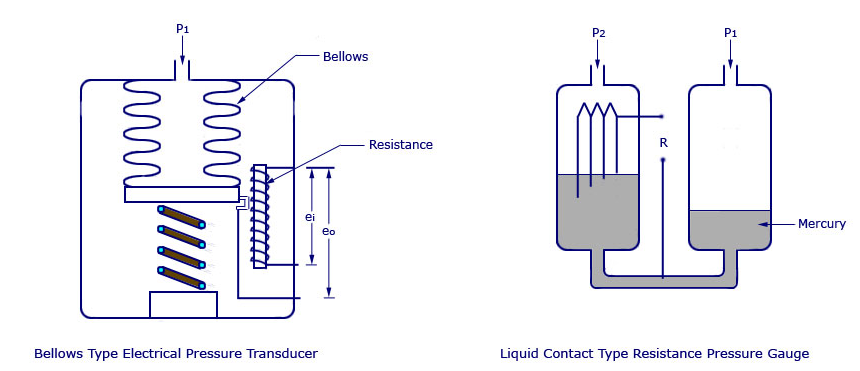 P1
Bellows
Resistance
ei
eo
Bellows Type Electrical Pressure Transducer
P2
P1
R
Mercury
Liquid Contact Type Resistance Pressure Gauge